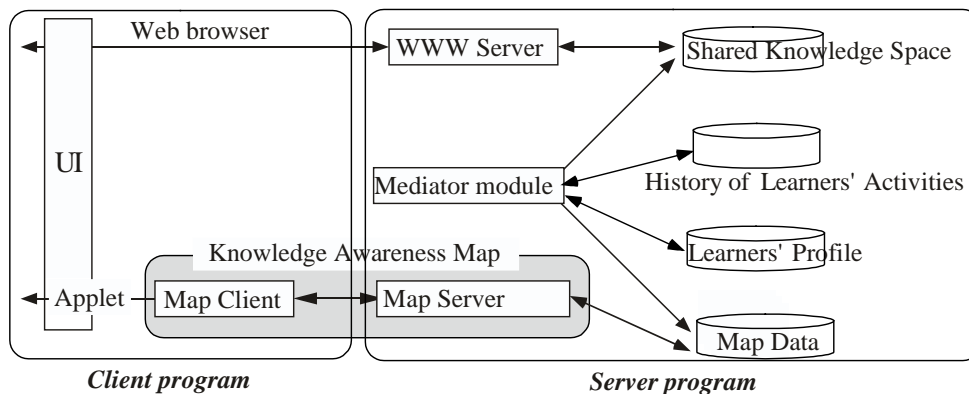 Web browser
WWW Server
Shared Knowledge Space
UI
Mediator module
History of Learners' Activities
Knowledge Awareness Map
Learners' Profile
Applet
Map Client
Map Server
Map Data
Client program
Server program